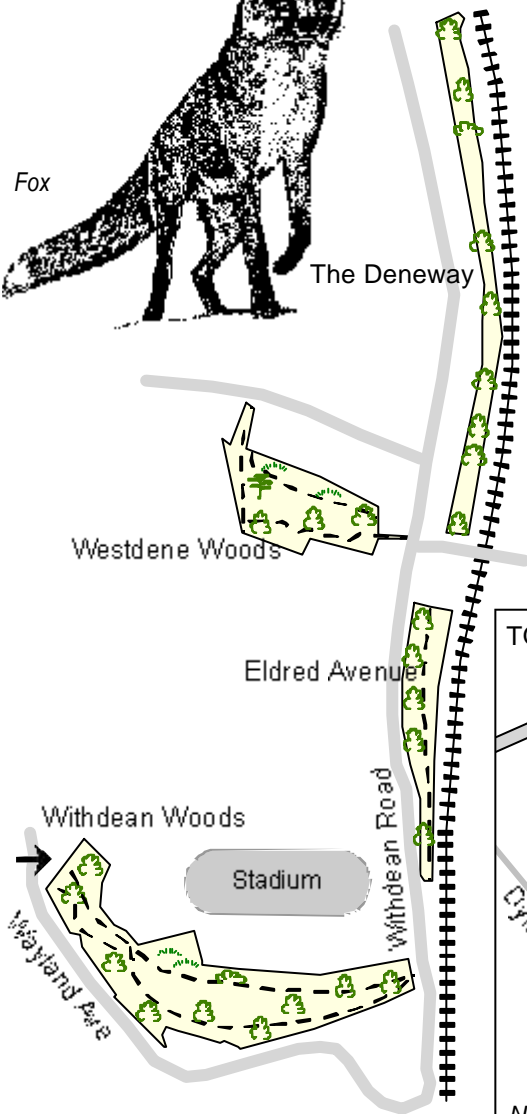 Fox
The Deneway
Westdene Woods
Eldred Avenue
Withdean Road
Withdean Woods
Stadium
Wayland Ave